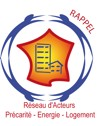 RAPPEL
Réseau d'Acteurs
Précarité - Energie - Logement